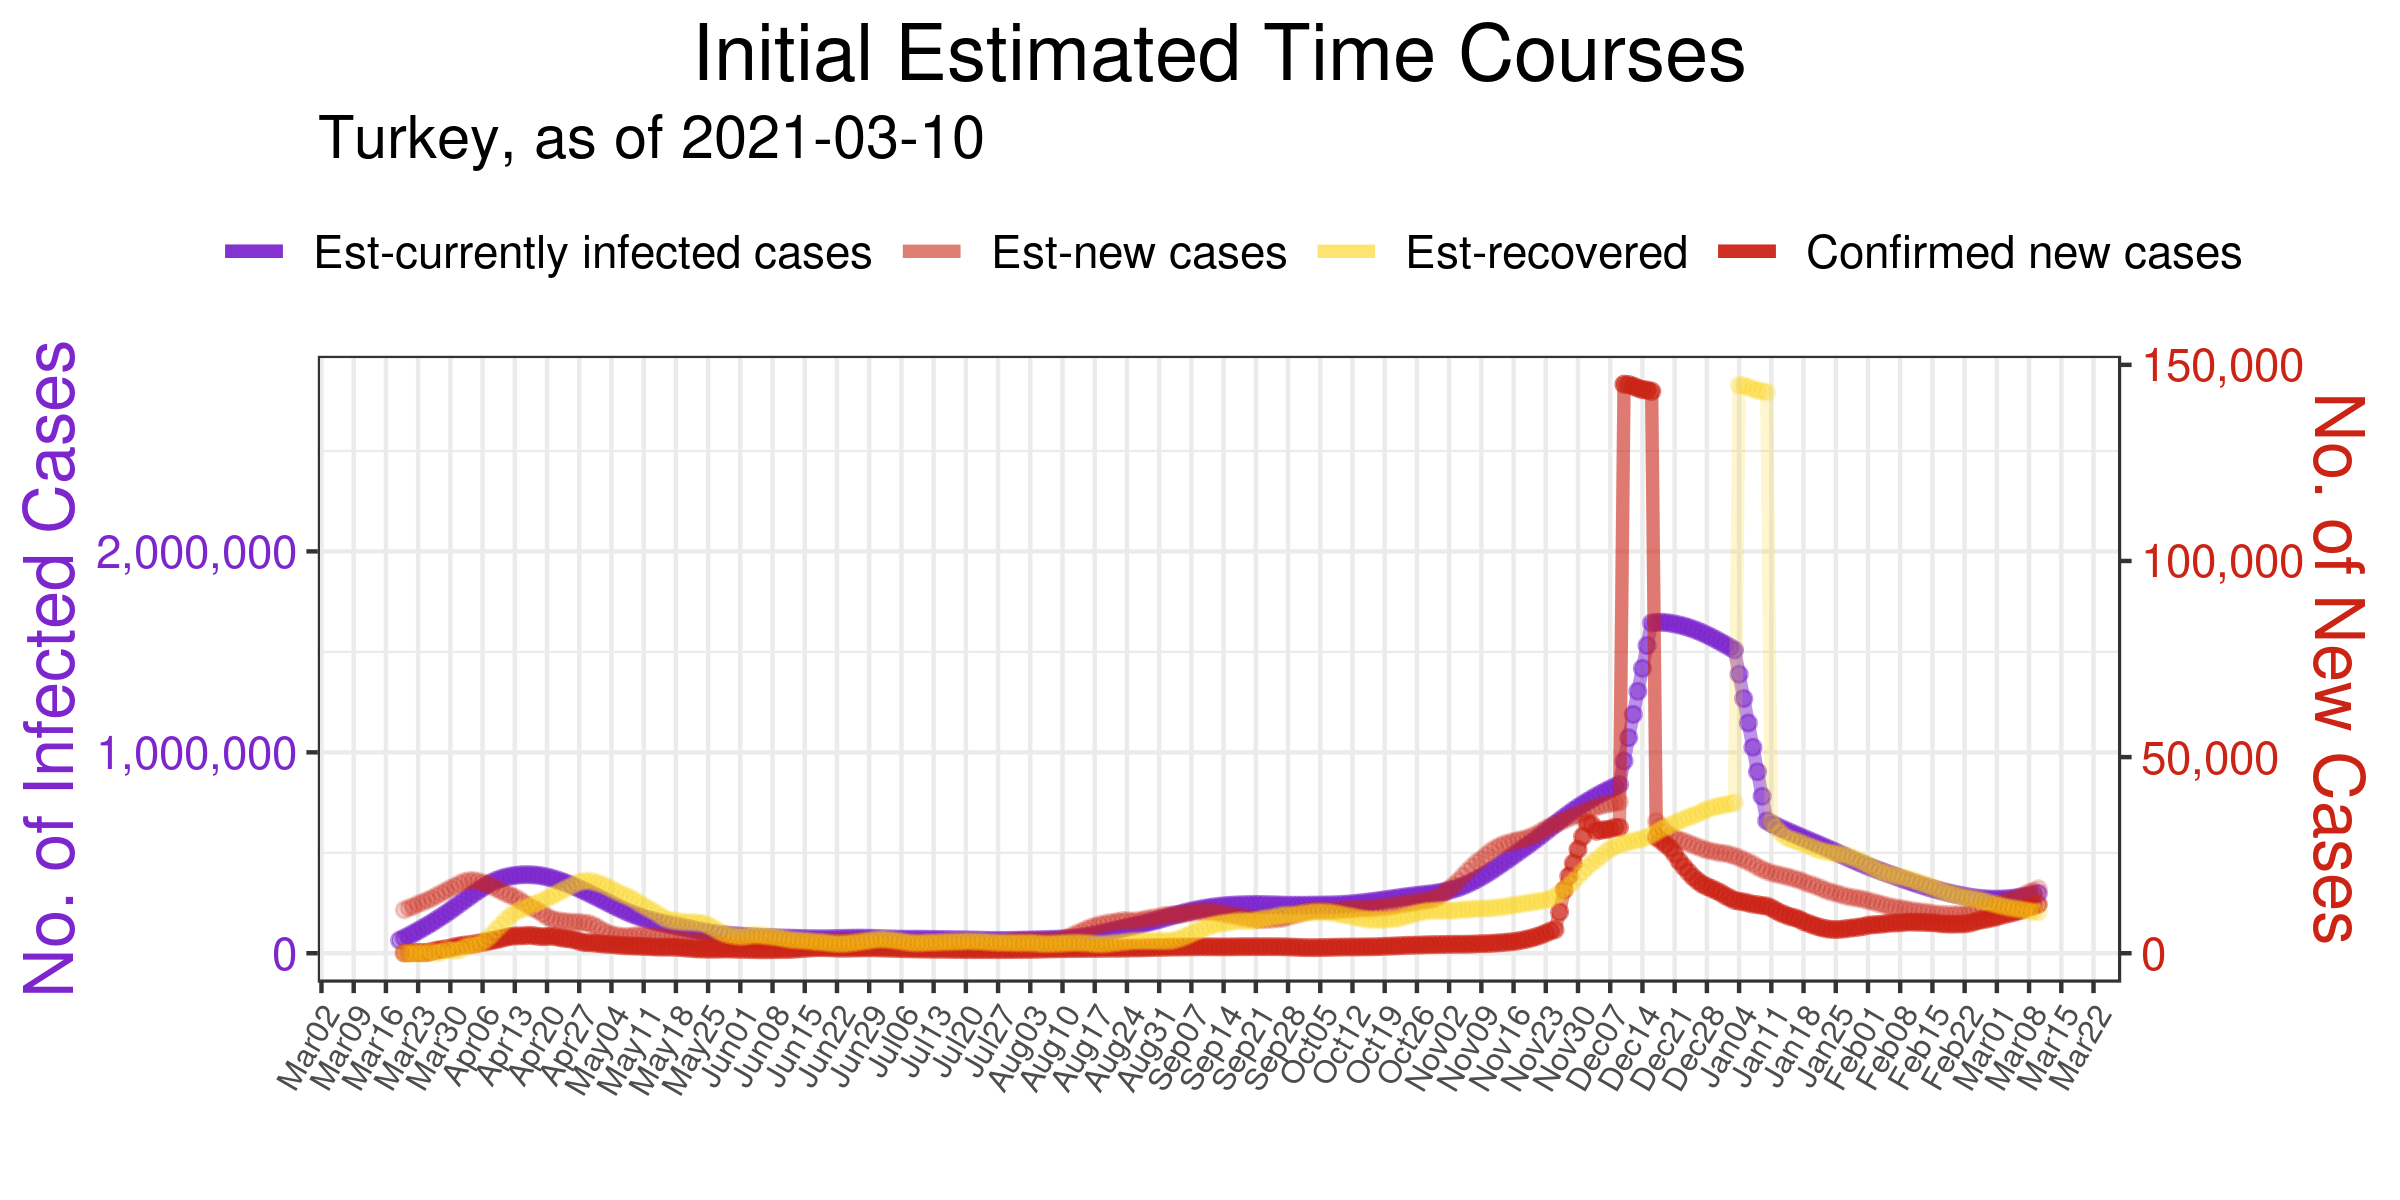 Initial Estimated Time Courses
Turkey, as of 2021-03-10
Est-currently infected cases Est-new cases Est-recovered Confirmed new cases
No. of Infected Cases
2,000,000
1,000,000
0
150,000
100,000
50,000
0
No. of New Cases
Mar02 Mar09 Mar16 Mar23 Mar30 Apr06 Apr13 Apr20 Apr27 May04 May11 May18 May25 Jun01 Jun08 Jun15 Jun22 Jun29 Jul06 Jul13 Jul20 Jul27 Aug03 Aug10 Aug17 Aug24 Aug31 Sep07 Sep14 Sep21 Sep28 Oct05 Oct12 Oct19 Oct26 Nov02 Nov09 Nov16 Nov23 Nov30 Dec07 Dec14 Dec21 Dec28 Jan04 Jan11 Jan18 Jan25 Feb01 Feb08 Feb15 Feb22 Mar01 Mar08 Mar15 Mar22